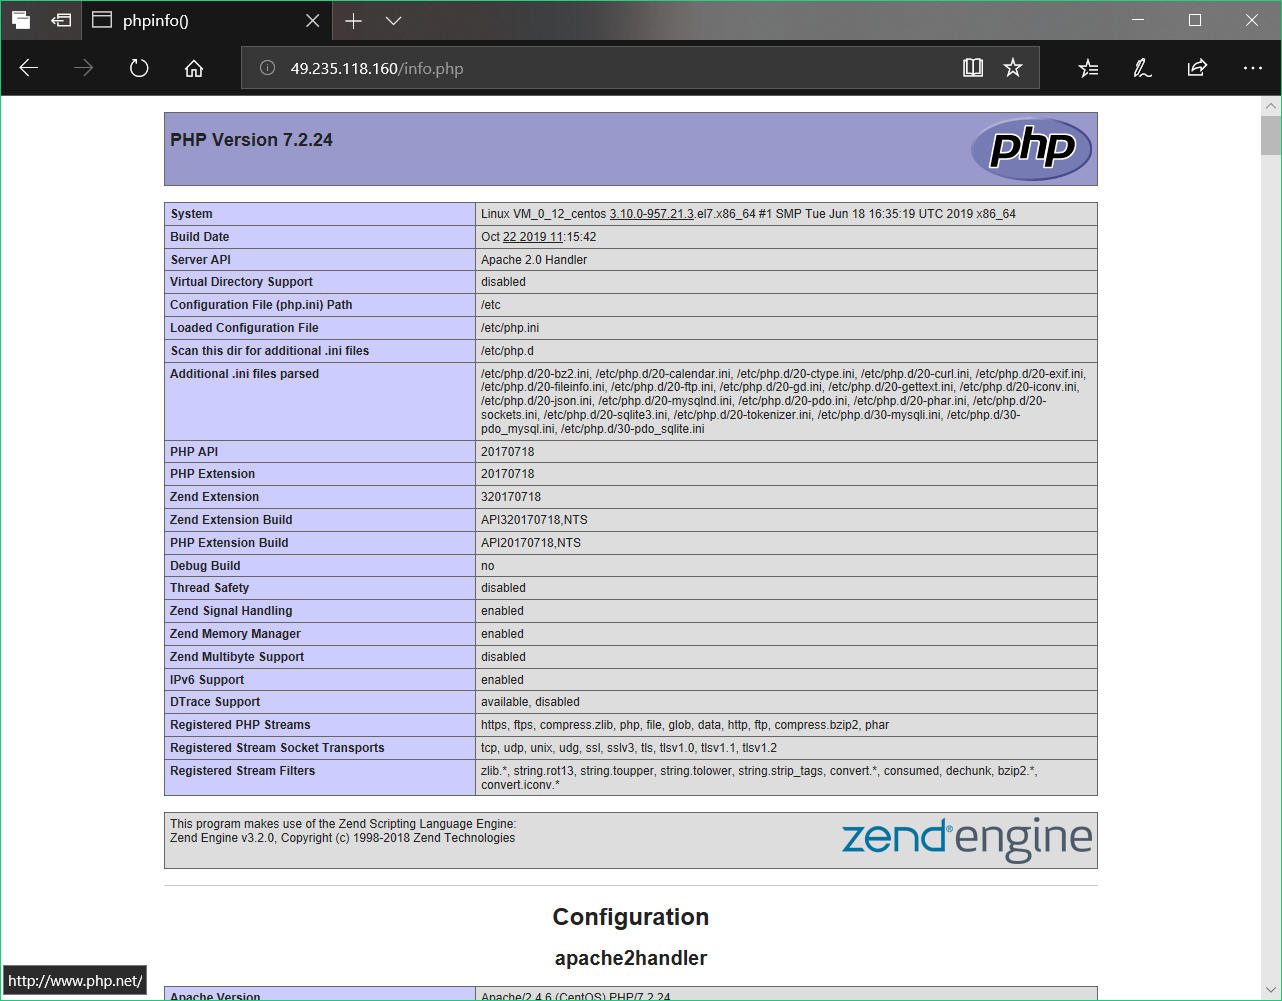 phpinfo()
49.235.118.160/info.php
PHP Version 7.2.24
php
System Linux VM_0_12_centos 3.10.0-957.21.3.el7.x86_64 #1 SMP Tue Jun 18 16:35:19 UTC 2019 x86_64
Build Date Oct 22 2019 11:15:42
Server API Apache 2.0 Handler
Virtual Directory Support disabled
Configuration File (php.ini) Path /etc
Loaded Configuration File /etc/php.ini
Scan this dir for additional .ini files /etc/php.d
Additional .ini files parsed /etc/php.d/20-bz2.ini, /etc/php.d/20-calendar.ini, /etc/php.d/20-ctype.ini, /etc/php.d/20-curl.ini, /etc/php.d/20-exif.ini,
/etc/php.d/20-fileinfo.ini, /etc/php.d/20-ftp.ini, /etc/php.d/20-gd.ini, /etc/php.d/20-gettext.ini, /etc/php.d/20-iconv.ini,
/etc/php.d/20-json.ini, /etc/php.d/20-mysqlnd.ini, /etc/php.d/20-pdo.ini, /etc/php.d/20-phar.ini, /etc/php.d/20-
sockets.ini, /etc/php.d/20-sqlite3.ini, /etc/php.d/20-tokenizer.ini, /etc/php.d/30-mysqli.ini, /etc/php.d/30-
pdo_mysql.ini, /etc/php.d/30-pdo_sqlite.ini
PHP API 20170718
PHP Extension 20170718
Zend Extension 320170718
Zend Extension Build API320170718,NTS
PHP Extension Build API20170718,NTS
Debug Build no
Thread Safety disabled
Zend Signal Handling enabled
Zend Memory Manager enabled
Zend Multibyte Support disabled
IPv6 Support enabled
DTrace Support available, disabled
Registered PHP Streams https, ftps, compress.zlib, php, file, glob, data, http, ftp, compress.bzip2, phar
Registered Stream Socket Transports tcp, udp, unix, udg, ssl, sslv3, tls, tlsv1.0, tlsv1.1, tlsv1.2
Registered Stream Filters zlib.*, string.rot13, string.toupper, string.tolower, string.strip_tags, convert.*, consumed, dechunk, bzip2.*,
convert.iconv.*
This program makes use of the Zend Scripting Language Engine:
Zend Engine v3.2.0, Copyright (c) 1998-2018 Zend Technologies
zend® engine
Configuration
apache2handler
http://www.php.net/
Apache Version Apache/2.4.6 (CentOS) PHP/7.2.24